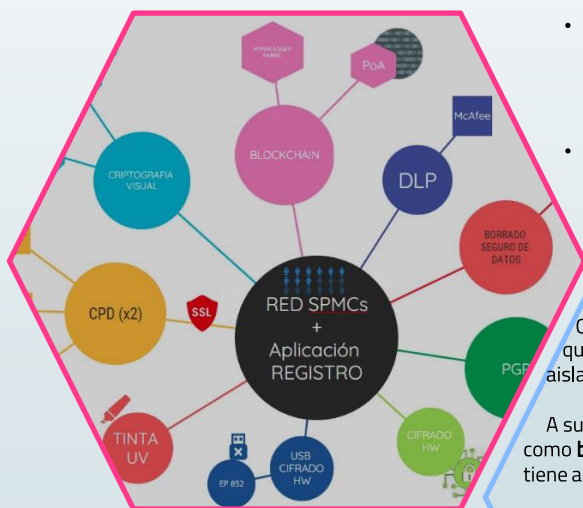 HYPERLEDGER
FABRIC
PoA
McAfee
BLOCKCHAIN
DLP
CRIPTOGRAFIA
VISUAL
BORRADO
SEGURO DE
DATOS
RED SPMCs
+
Aplicación
REGISTRO
CPD (x2)
SSL
PGP
TINTA
UV
USB
CIFRADO
HW
EP 852
CIFRADO
HW
qu
aisla
A su
como b
tiene a